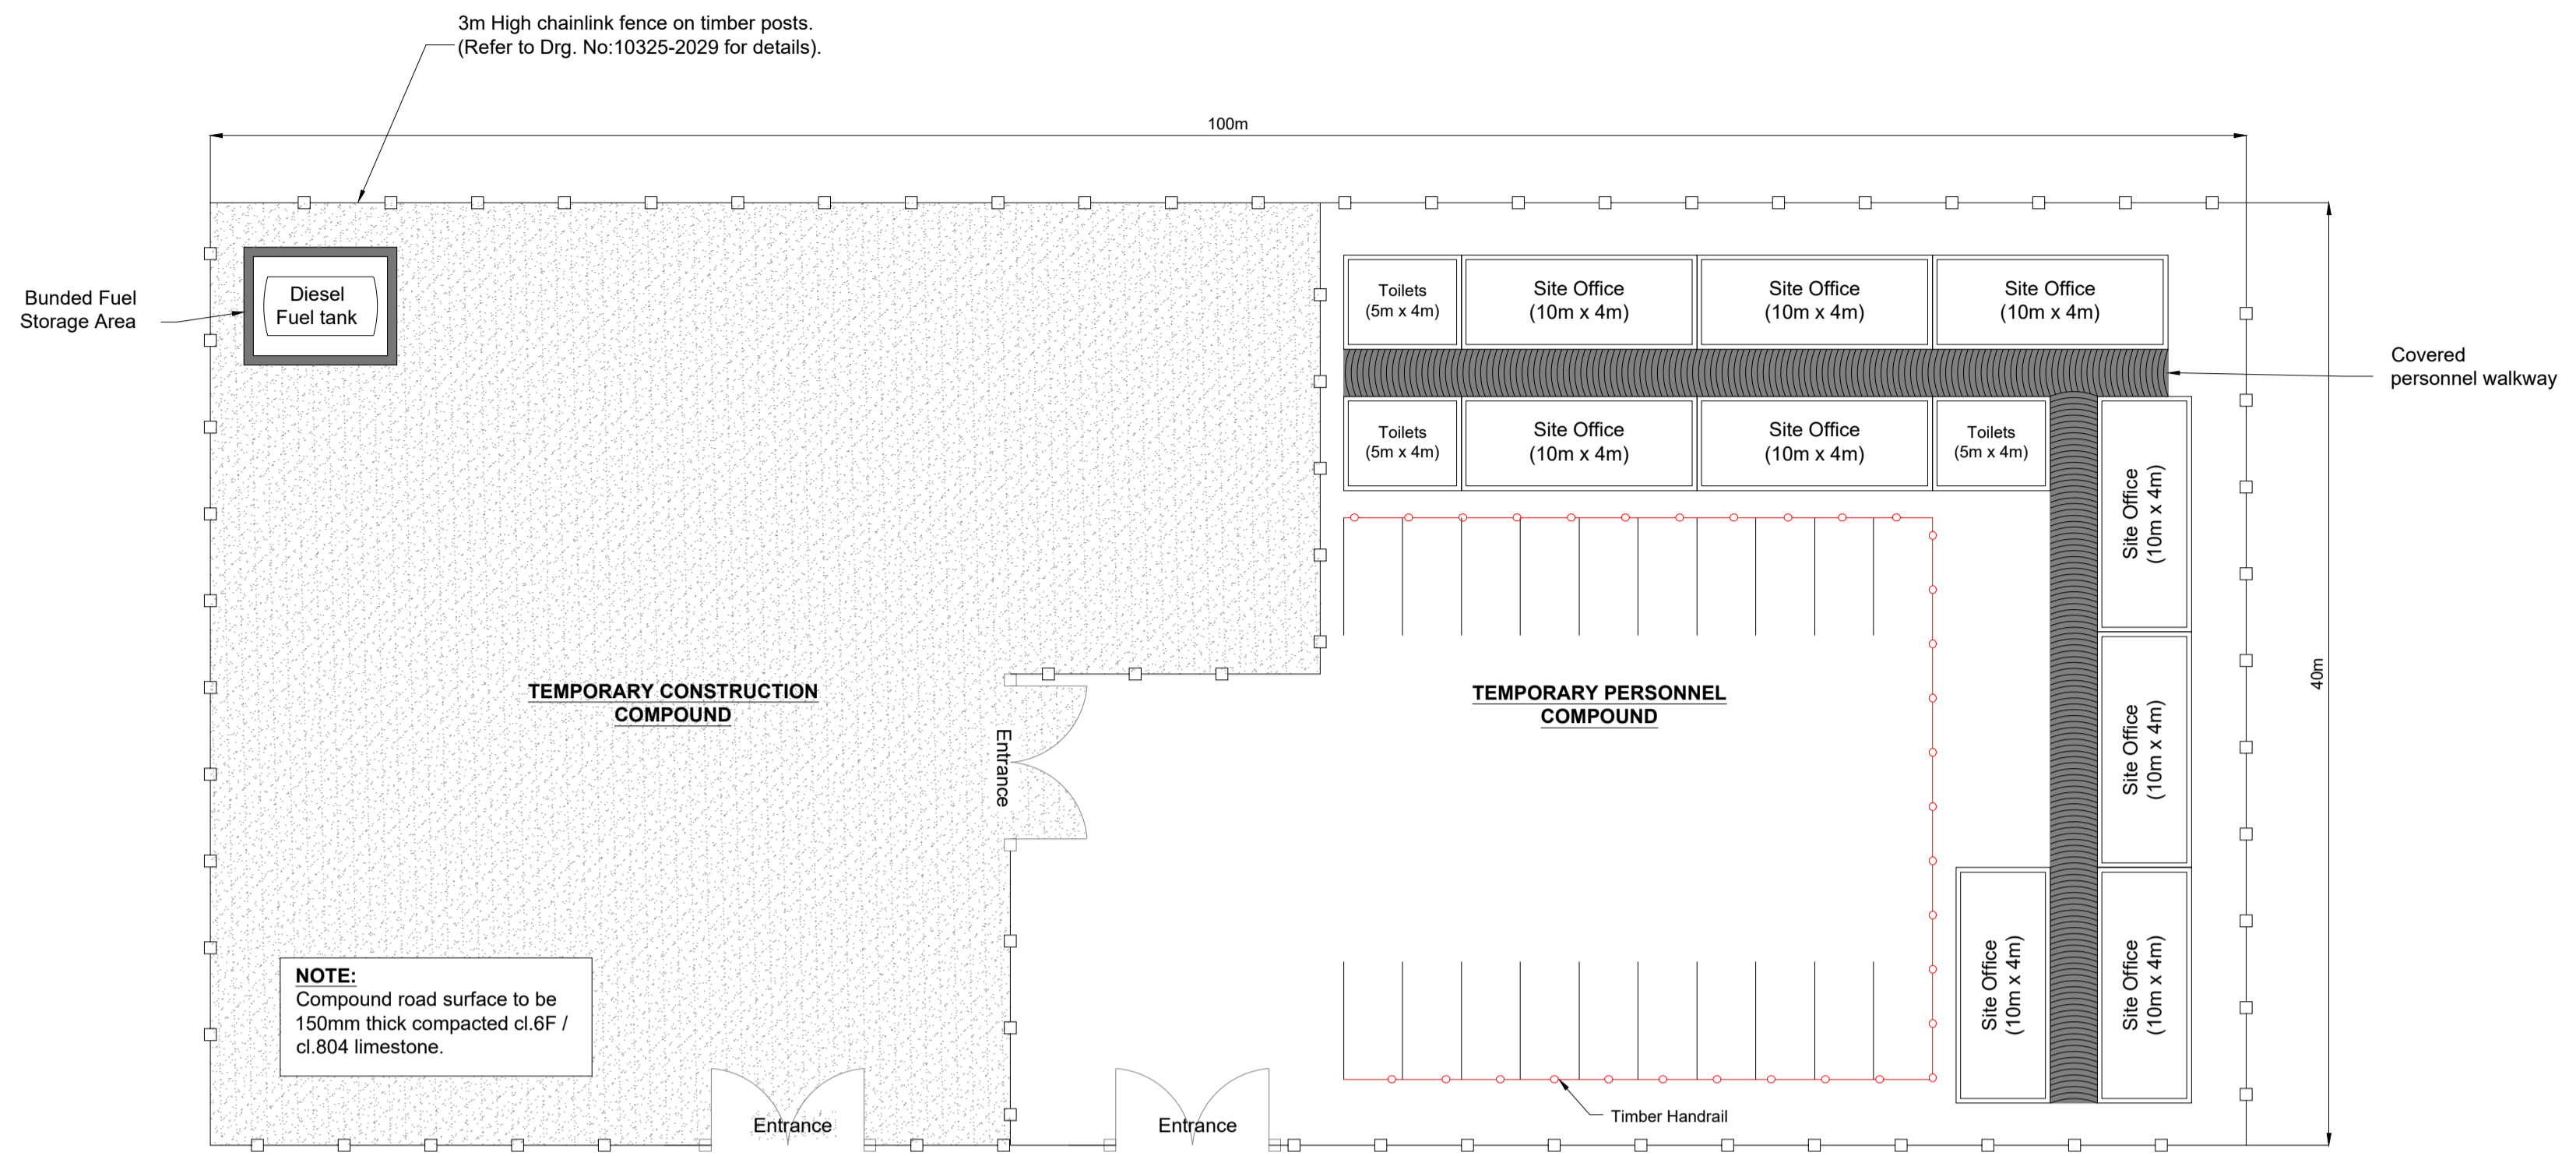 3m High chainlink fence on timber posts.
(Refer to Drg. No:10325-2029 for details).
100m
Bunded Fuel
Storage Area
Diesel
Fuel tank
Toilets
(5m x 4m)
Site Office
(10m x 4m)
Site Office
(10m x 4m)
Site Office
(10m x 4m)
Covered
personnel walkway
Toilets
(5m x 4m)
Site Office
(10m x 4m)
Site Office
(10m x 4m)
Toilets
(5m x 4m)
Site Office
(10m x 4m)
40m
TEMPORARY CONSTRUCTION
COMPOUND
Entrance
TEMPORARY PERSONNEL
COMPOUND
Site Office
(10m x 4m)
NOTE:
Compound road surface to be
150mm thick compacted cl.6F /
cl.804 limestone.
Site Office
(10m x 4m)
Site Office
(10m x 4m)
Entrance
Entrance
Timber Handrail